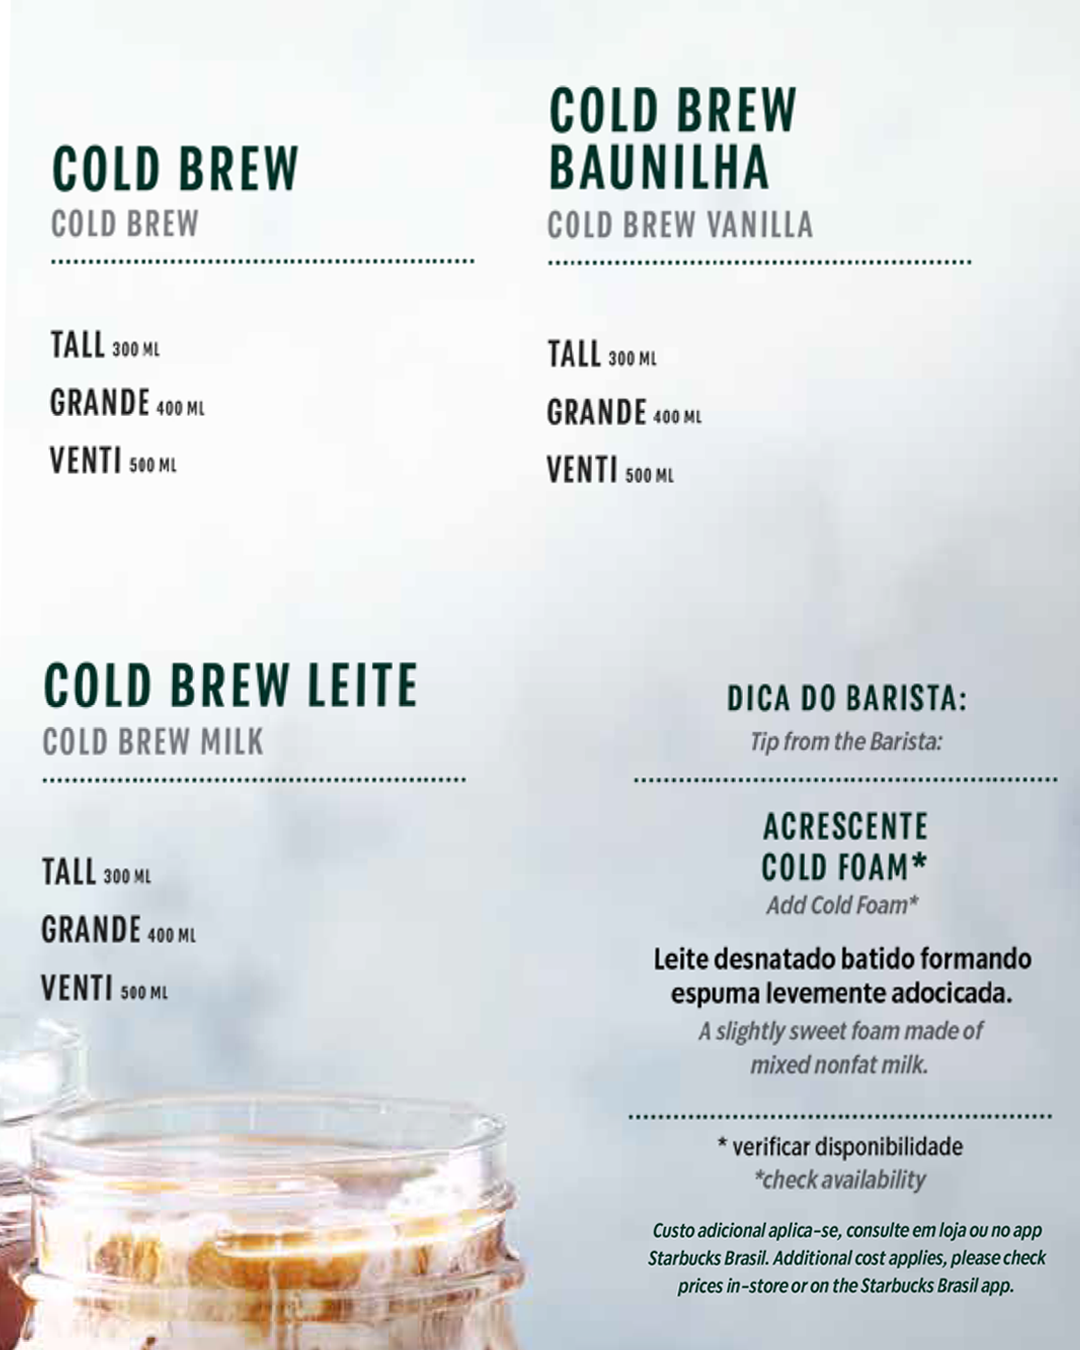 COLD BREW
COLD BREW
TALL 300 ML
GRANDE 400 ML
VENTI 500 ML
COLD BREW
BAUNILHA
COLD BREW VANILLA
TALL 300 ML
GRANDE 400 ML
VENTI 500 ML
COLD BREW LEITE
COLD BREW MILK
TALL 300 ML
GRANDE 400 ML
VENTI 500 ML
DICA DO BARISTA:
Tip from the Barista:
ACRESCENTE
COLD FOAM*
Add Cold Foam*
Leite desnatado batido formando
espuma levemente adocicada.
A slightly sweet foam made of
mixed nonfat milk.
* verificar disponibilidade
*check availability
Custo adicional aplica-se, consulte em loja ou no app
Starbucks Brasil. Additional cost applies, please check
prices in-store or on the Starbucks Brasil app.